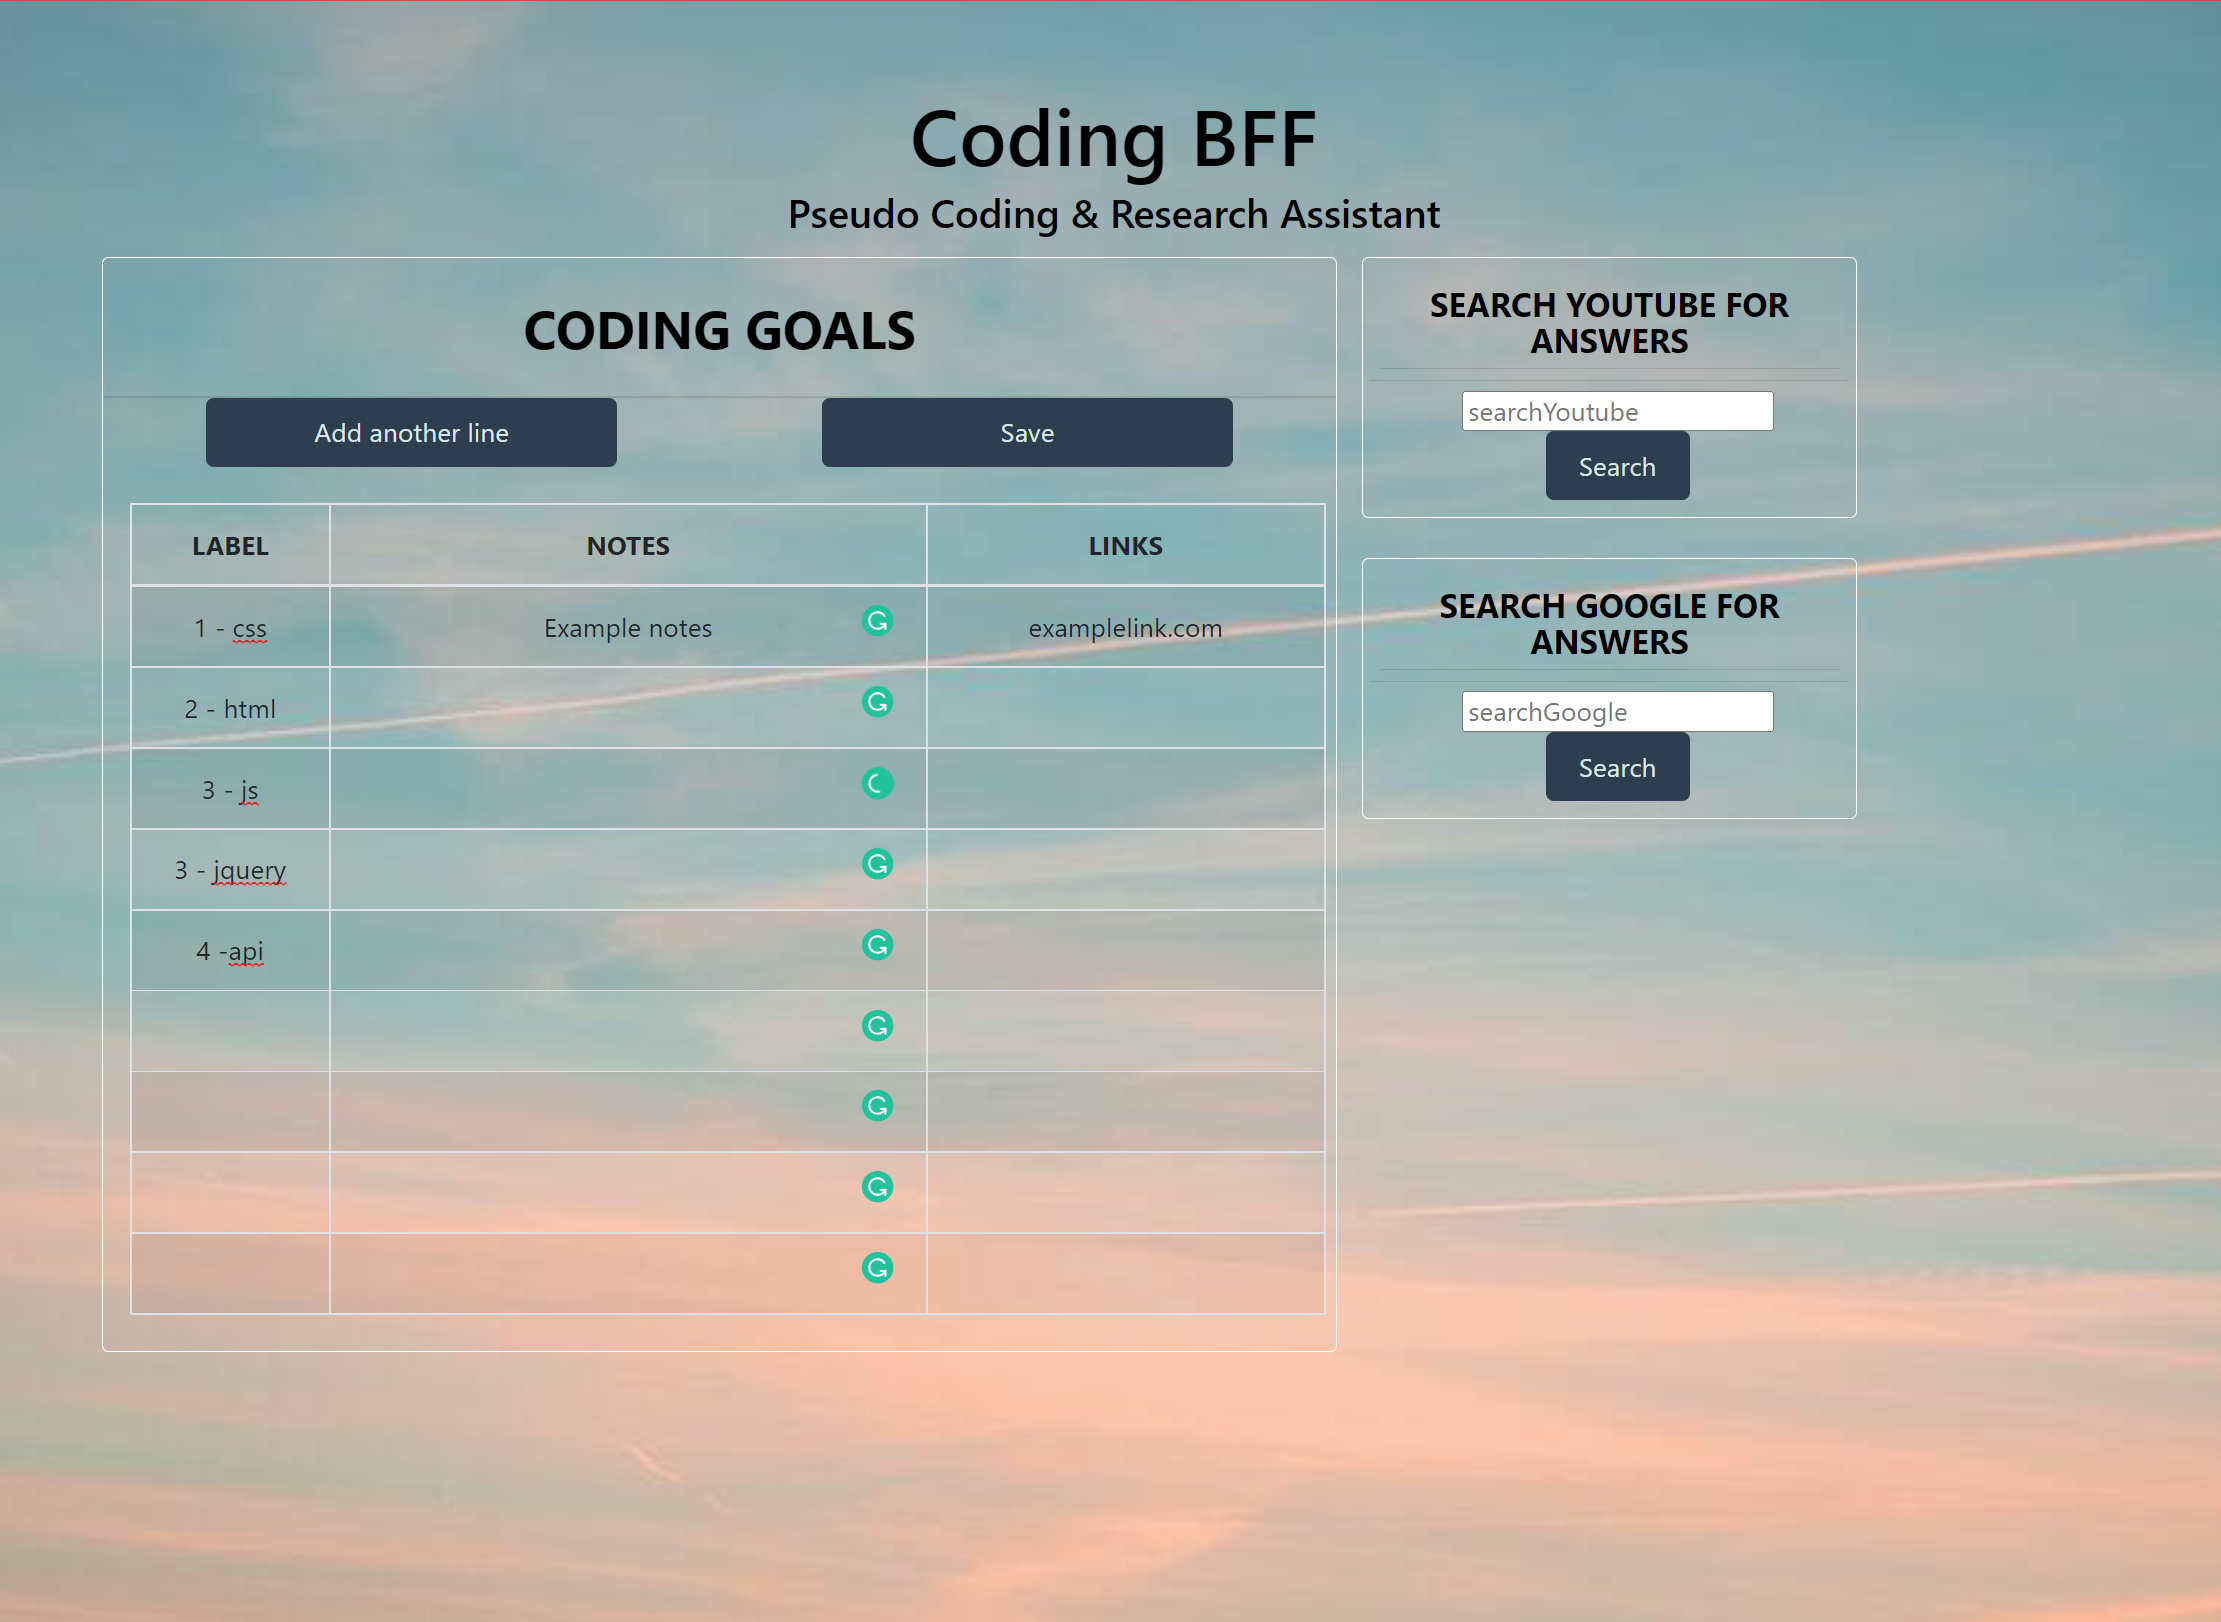 Coding BFF
Pseudo Coding & Research Assistant
CODING GOALS
Add another line
Save
LABEL NOTES LINKS
1 - css Example notes examplelink.com
2 - html
3 - js
3 - jquery
4 -api
SEARCH YOUTUBE FOR
ANSWERS
searchYoutube
Search
SEARCH GOOGLE FOR
ANSWERS
searchGoogle
Search